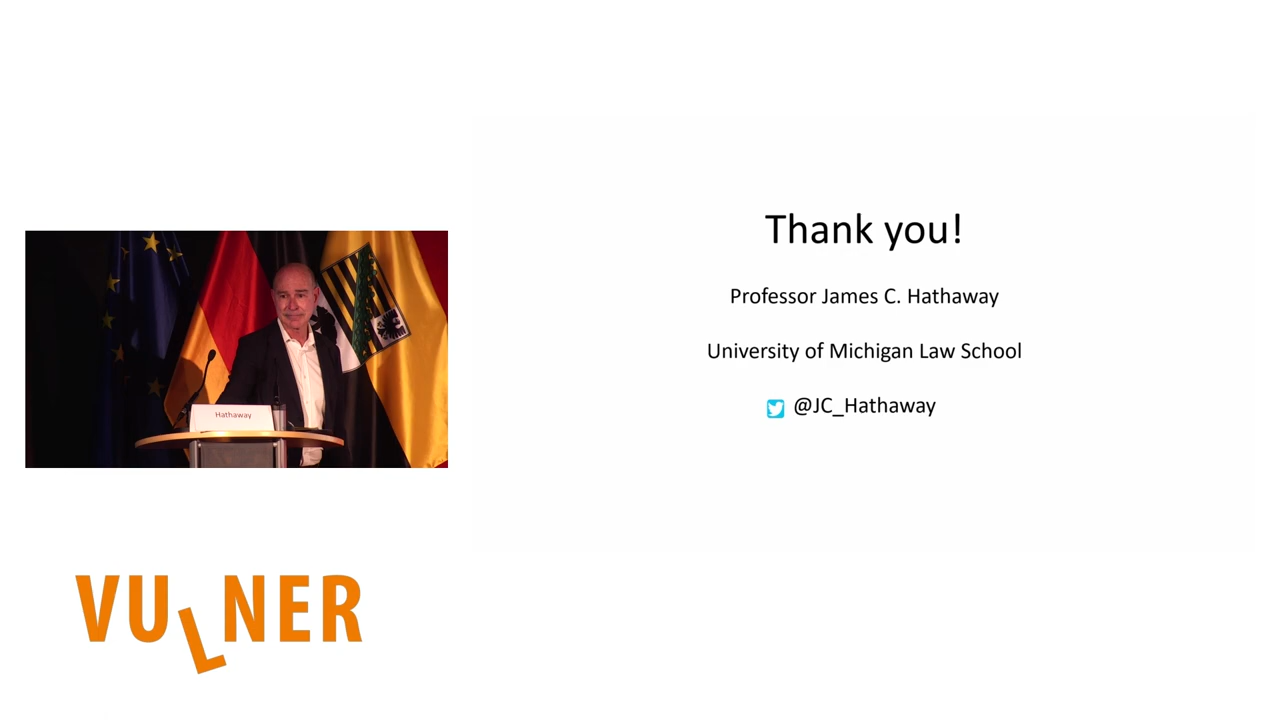 Thank you!
Professor James C. Hathaway
University of Michigan Law School
@JC_Hathaway
Hathaway
VULNER